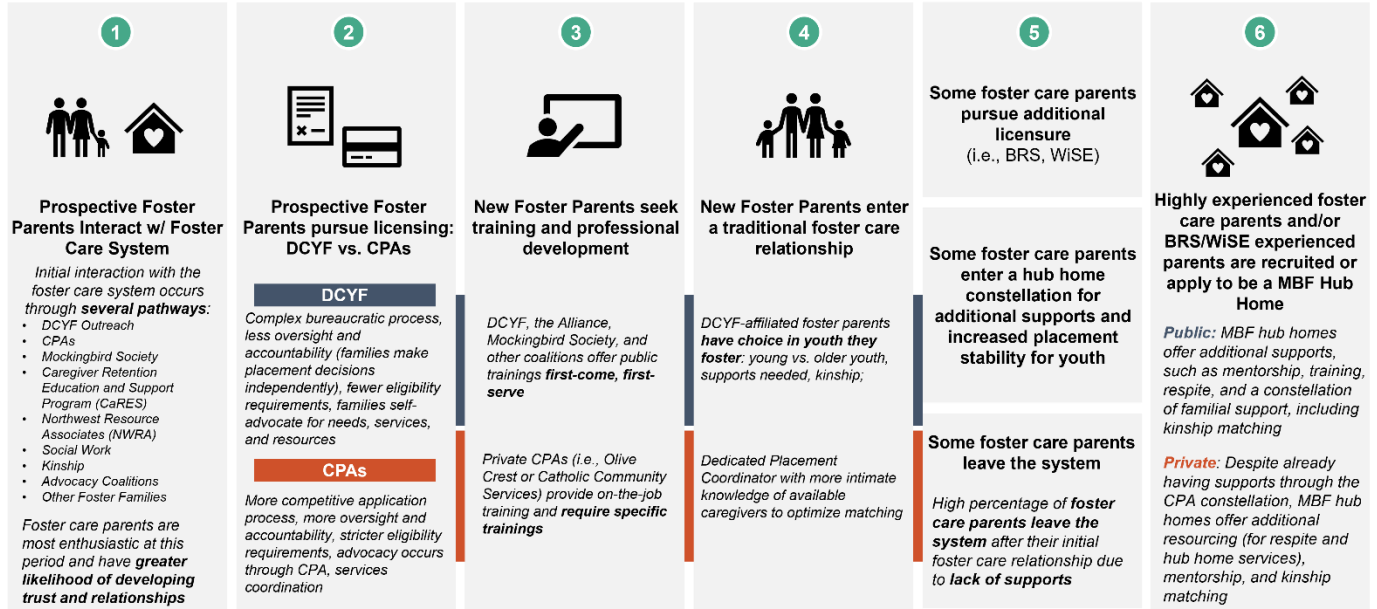 1
Prospective Foster
Parents Interact w/ Foster
Care System
Initial interaction with the
foster care system occurs
through several pathways:
• DCYF Outreach
• CPAs
• Mockingbird Society
• Caregiver Retention
Education and Support
Program (CaRES)
• Northwest Resource
Associates (NWRA)
• Social Work
• Kinship
• Advocacy Coalitions
• Other Foster Families
Foster care parents are
most enthusiastic at this
period and have greater
likelihood of developing
trust and relationships
2
Prospective Foster
Parents pursue licensing:
DCYF vs. CPAs
DCYF
Complex bureaucratic process,
less oversight and
accountability (families make
placement decisions
independently), fewer eligibility
requirements, families self-
advocate for needs, services,
and resources
CPAs
More competitive application
process, more oversight and
accountability, stricter eligibility
requirements, advocacy occurs
through CPA, services
coordination
3
New Foster Parents seek
training and professional
development
DCYF, the Alliance,
Mockingbird Society, and
other coalitions offer public
trainings first-come, first-
serve
Private CPAs (i.e., Olive
Crest or Catholic Community
Services) provide on-the-job
training and require specific
trainings
4
New Foster Parents enter
a traditional foster care
relationship
DCYF-affiliated foster parents
have choice in youth they
foster: young vs. older youth,
supports needed, kinship;
Dedicated Placement
Coordinator with more intimate
knowledge of available
caregivers to optimize matching
5
Some foster care parents
pursue additional
licensure
(i.e., BRS, WiSE)
Some foster care parents
enter a hub home
constellation for
additional supports and
increased placement
stability for youth
Some foster care parents
leave the system
High percentage of foster
care parents leave the
system after their initial
foster care relationship due
to lack of supports
6
Highly experienced foster
care parents and/or
BRS/WiSE experienced
parents are recruited or
apply to be a MBF Hub
Home
Public: MBF hub homes
offer additional supports,
such as mentorship, training,
respite, and a constellation
of familial support, including
kinship matching
Private: Despite already
having supports through the
CPA constellation, MBF hub
homes offer additional
resourcing (for respite and
hub home services),
mentorship, and kinship
matching